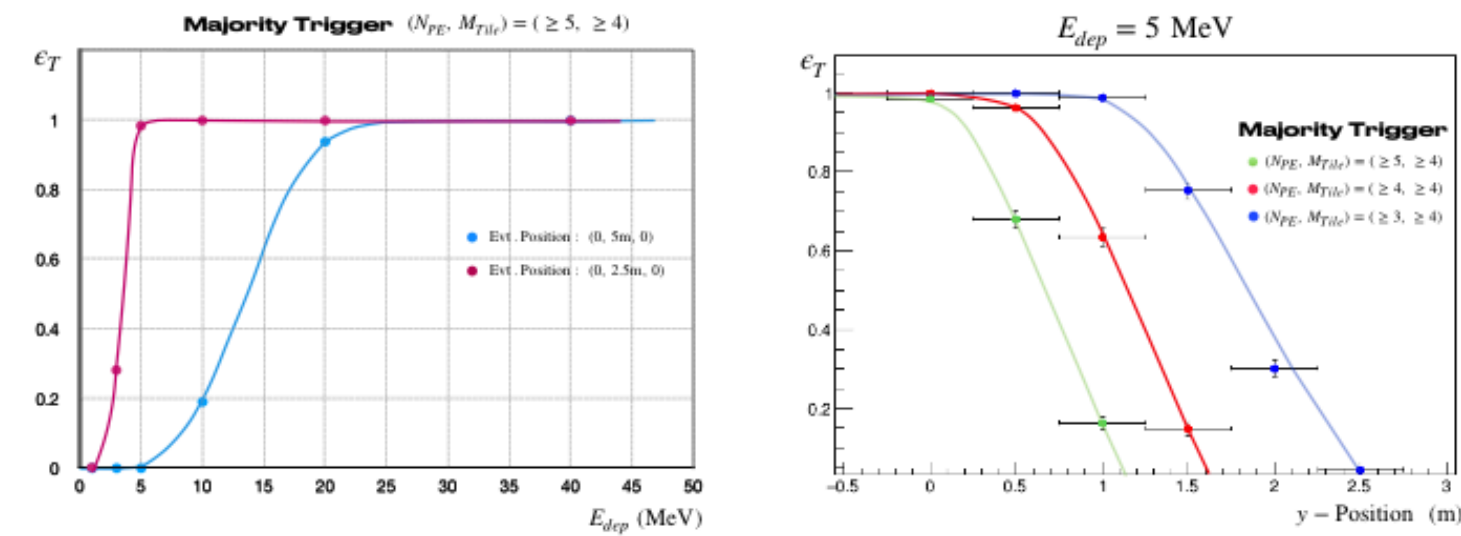 Majority Trigger (N_PE, M_Tile) = ( ≥ 5, ≥ 4)
ϵ_T
1
0.8
0.6
0.4
0.2
0
0 5 10 15 20 25 30 35 40 45 50
E_dep (MeV)
Evt . Position : (0, 5m, 0)
Evt . Position : (0, 2.5m, 0)
E_dep = 5 MeV
ϵ_T
1
0.8
0.6
0.4
0.2
−0.5 0 0.5 1 1.5 2 2.5 3
y − Position (m)
Majority Trigger
(N_PE, M_Tile) = ( ≥ 5, ≥ 4)
(N_PE, M_Tile) = ( ≥ 4, ≥ 4)
(N_PE, M_Tile) = ( ≥ 3, ≥ 4)